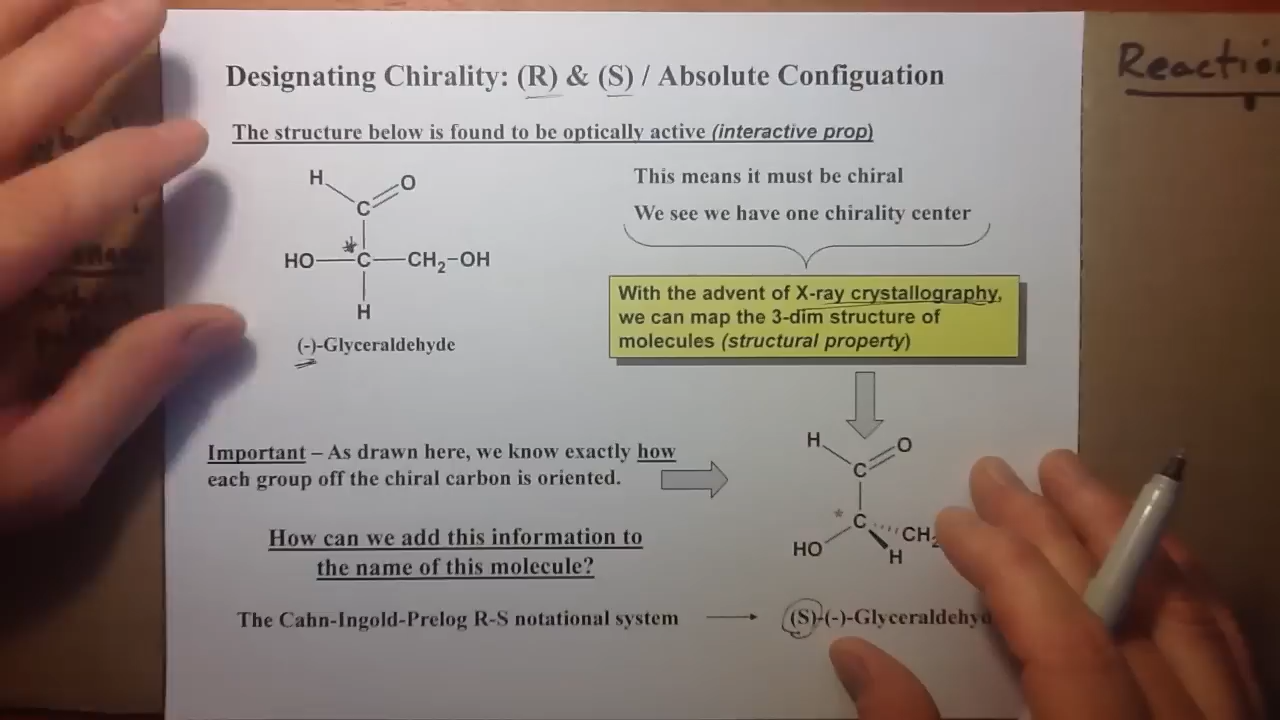 Designating Chirality: (R) & (S) / Absolute Configuation
Reactio
The structure below is found to be optically active (interactive prop)
H
O
C
* HO C CH2-OH
H
(-)-Glyceraldehyde
This means it must be chiral
We see we have one chirality center
With the advent of X-ray crystallography,
we can map the 3-dim structure of
molecules (structural property)
Important – As drawn here, we know exactly how
each group off the chiral carbon is oriented.
H
O
C
* C
CH2
HO
H
How can we add this information to
the name of this molecule?
The Cahn-Ingold-Prelog R-S notational system
(S)-(-)-Glyceraldehyd